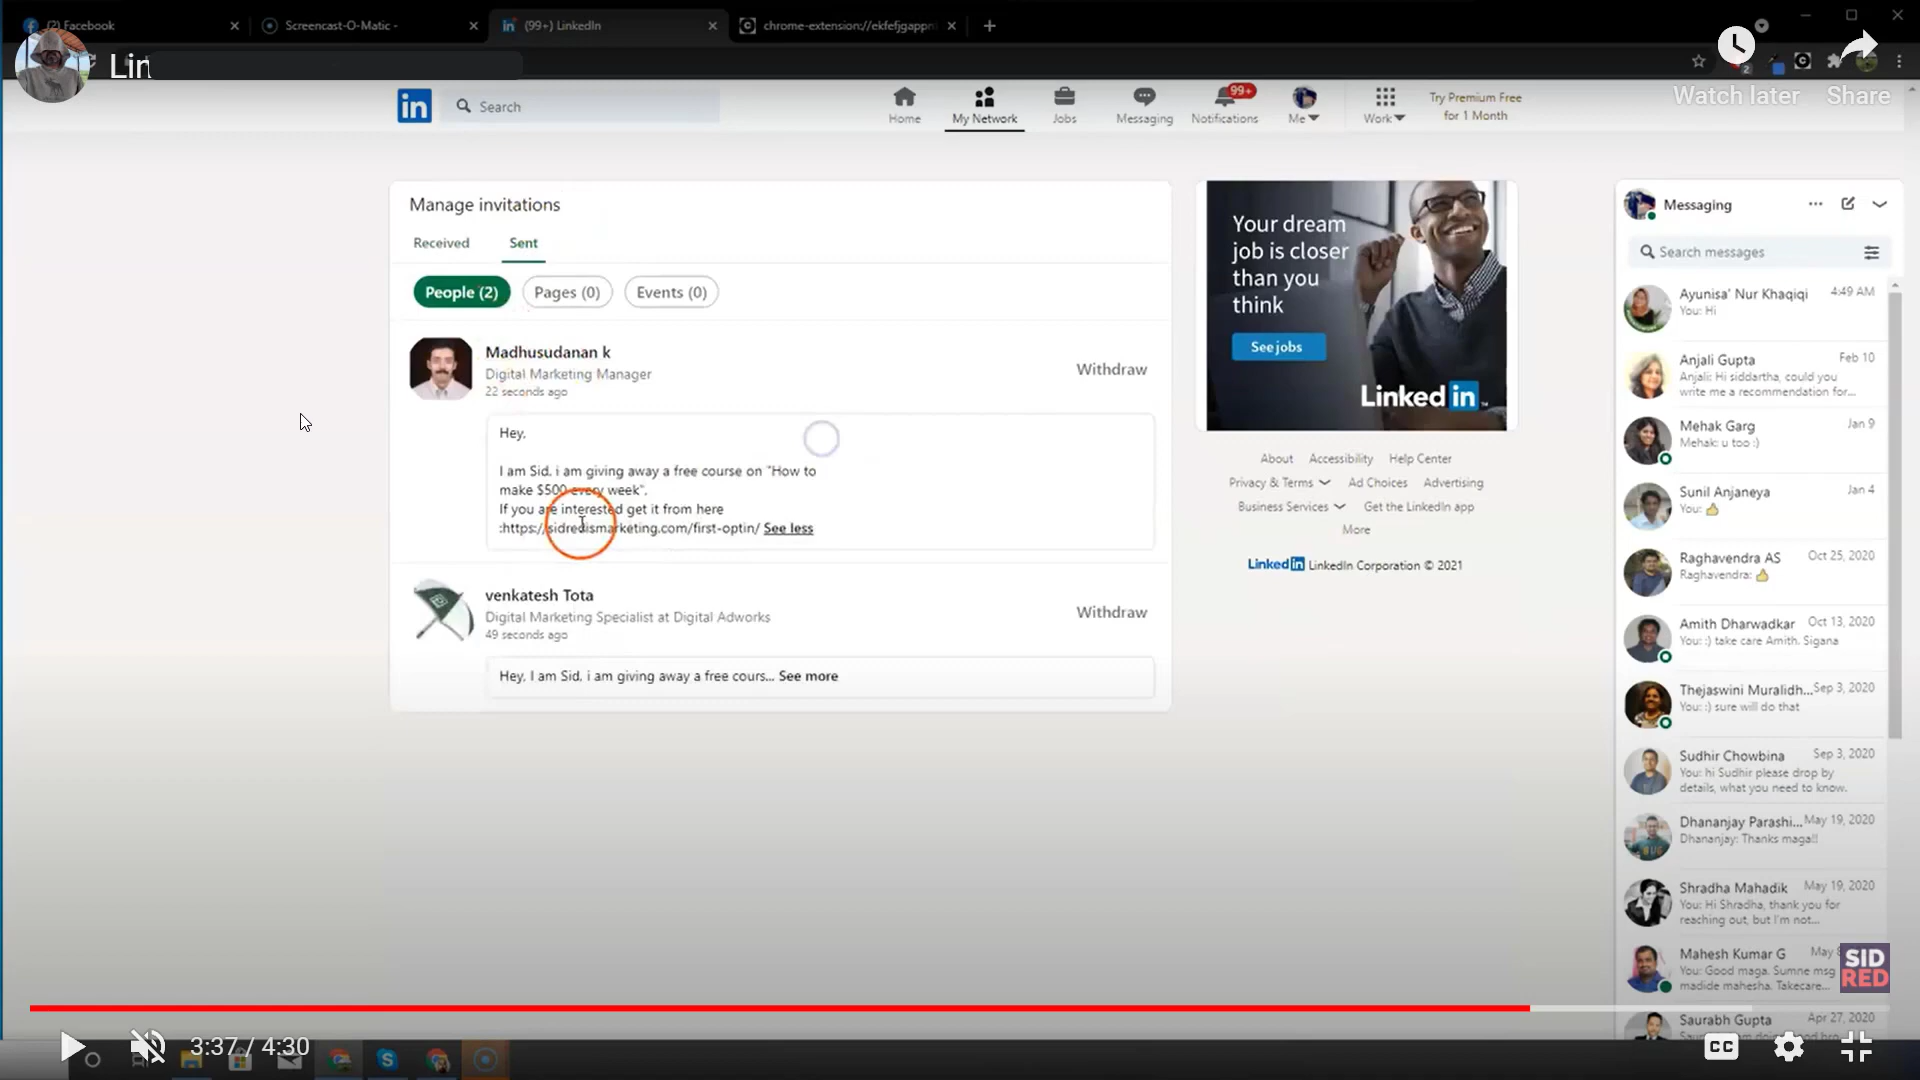 (2) Facebook
Screencast-O-Matic -
(99+) LinkedIn
chrome-extension://ekfefjgappn
Lin
2
Watch later
Share
in
Search
Home
My Network
Jobs
Messaging
99+
Notifications
Me
Work
Try Premium Free
for 1 Month
Manage invitations
Received
Sent
People (2)
Pages (0)
Events (0)
Madhusudanan k
Digital Marketing Manager
22 seconds ago
Withdraw
Hey,
I am Sid, i am giving away a free course on "How to
make $500 every week".
If you are interested get it from here
:https://sidredismarketing.com/first-optin/ See less
venkatesh Tota
Digital Marketing Specialist at Digital Adworks
49 seconds ago
Withdraw
Hey, I am Sid, i am giving away a free cours... See more
Your dream
job is closer
than you
think
See jobs
Linked in
About Accessibility Help Center
Privacy & Terms Ad Choices Advertising
Business Services Get the LinkedIn app
More
Linked in LinkedIn Corporation © 2021
Messaging
Search messages
Ayunisa' Nur Khaqiqi 4:49 AM
You: Hi
Anjali Gupta Feb 10
Anjali: Hi siddartha, could you
write me a recommendation for...
Mehak Garg Jan 9
Mehak: u too :)
Sunil Anjaneya Jan 4
You: 👍
Raghavendra AS Oct 25, 2020
Raghavendra: 👍
Amith Dharwadkar Oct 13, 2020
You: :) take care Amith. Sigana
Thejaswini Muralidh... Sep 3, 2020
You: :) sure will do that
Sudhir Chowbina Sep 3, 2020
You: hi Sudhir please drop by
details, what you need to know.
Dhananjay Parashi... May 19, 2020
Dhananjay: Thanks maga!!
Shradha Mahadik May 19, 2020
You: Hi Shradha, thank you for
reaching out, but I'm not...
Mahesh Kumar G May
You: Good maga. Sumne msg
madide mahesha. Takecare...
Saurabh Gupta Apr 27, 2020
SID
RED
3:37 / 4:30
CC